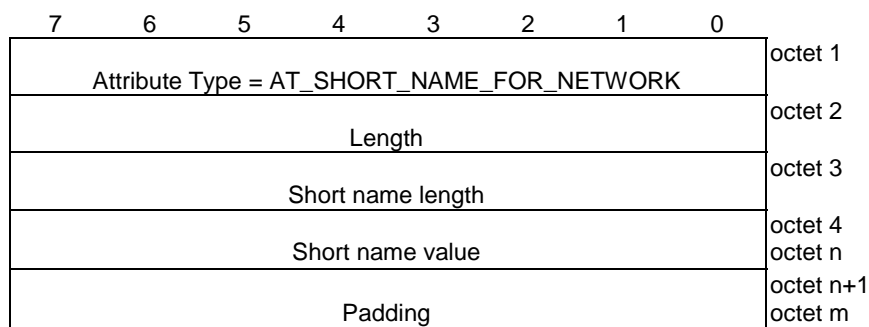 7 6 5 4 3 2 1 0
octet 1
Attribute Type = AT_SHORT_NAME_FOR_NETWORK
octet 2
Length
octet 3
Short name length
octet 4
Short name value octet n
octet n+1
Padding octet m